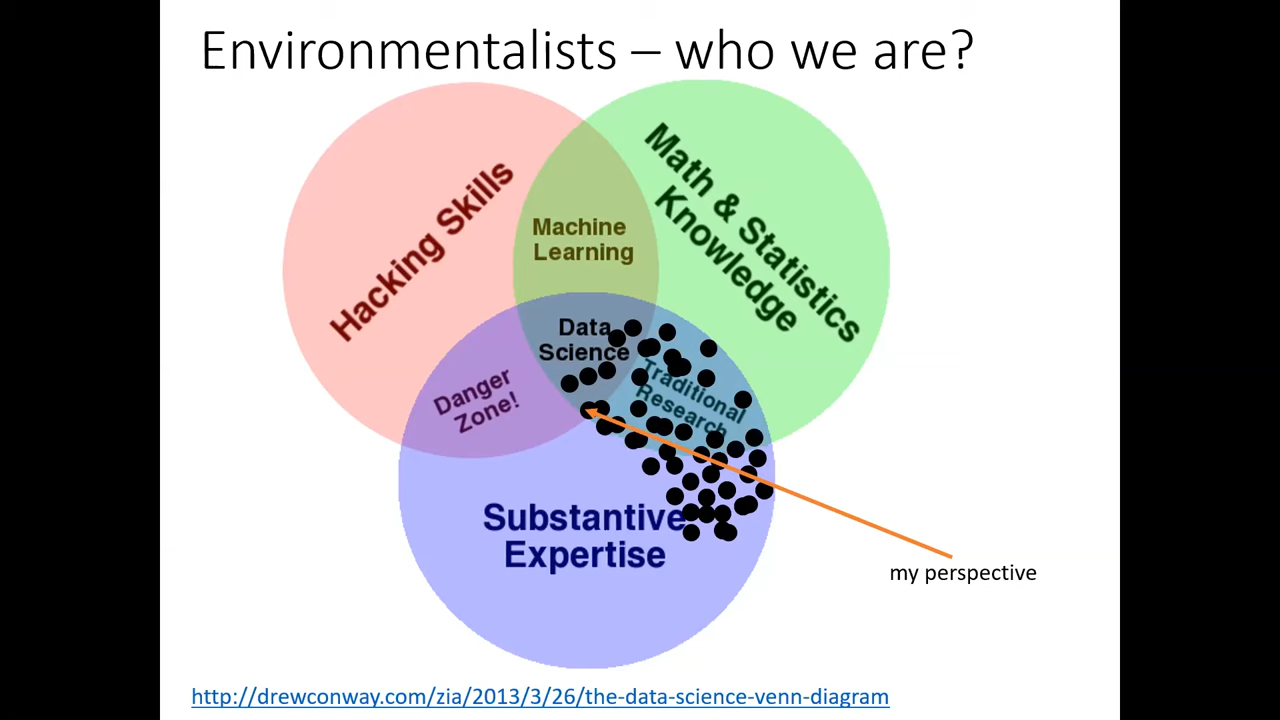 Environmentalists – who we are?
Hacking Skills
Math & Statistics
Knowledge
Machine
Learning
Data
Science
Traditional
Research
Danger
Zone!
Substantive
Expertise
my perspective
http://drewconway.com/zia/2013/3/26/the-data-science-venn-diagram